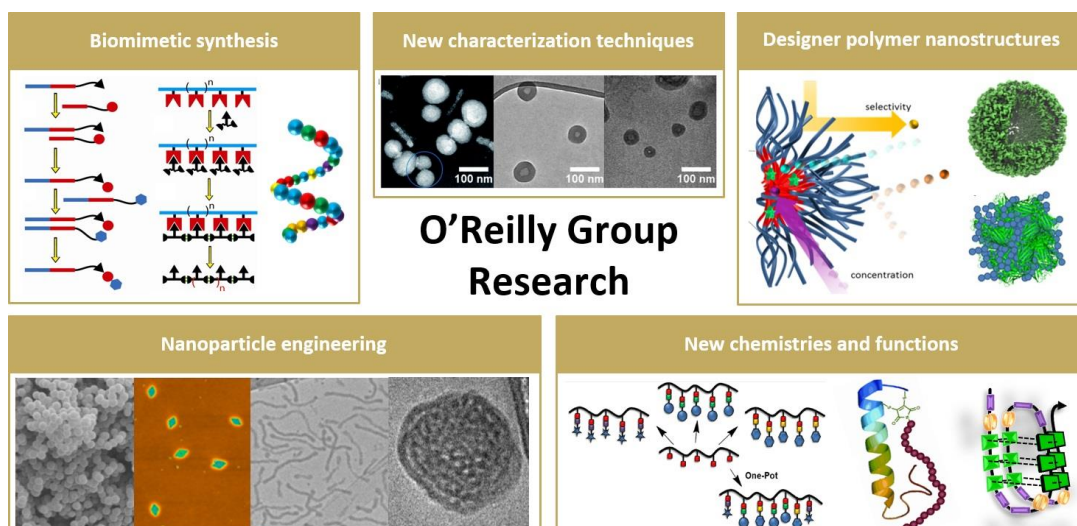 Biomimetic synthesis
n
n
n
n
New characterization techniques
100 nm
100 nm
100 nm
Designer polymer nanostructures
selectivity
concentration
O'Reilly Group
Research
Nanoparticle engineering
New chemistries and functions
One-Pot